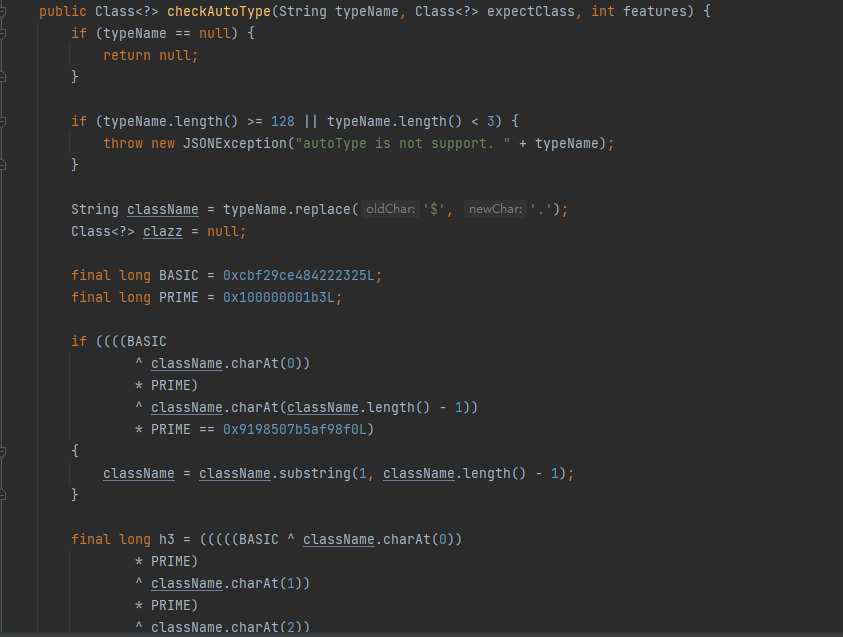 public Class<?> checkAutoType(String typeName, Class<?> expectClass, int features) {
if (typeName == null) {
return null;
}
if (typeName.length() >= 128 || typeName.length() < 3) {
throw new JSONException("autoType is not support. " + typeName);
}
String className = typeName.replace( oldChar: '$', newChar: '.');
Class<?> clazz = null;
final long BASIC = 0xcbf29ce484222325L;
final long PRIME = 0x100000001b3L;
if ((((BASIC
^ className.charAt(0))
* PRIME)
^ className.charAt(className.length() - 1))
* PRIME == 0x9198507b5af98f0L)
{
className = className.substring(1, className.length() - 1);
}
final long h3 = (((((BASIC ^ className.charAt(0))
* PRIME)
^ className.charAt(1))
* PRIME)
^ className.charAt(2))